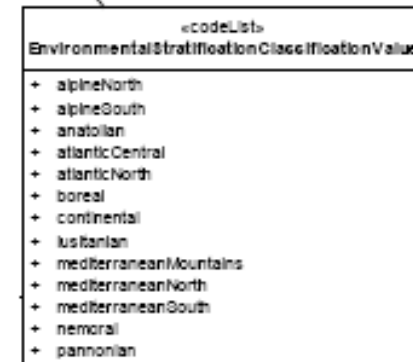 «codeList»
EnvironmentalStratificationClassificationValue
+ alpineNorth
+ alpineSouth
+ anatolian
+ atlanticCentral
+ atlanticNorth
+ boreal
+ continental
+ lusitanian
+ mediterraneanMountains
+ mediterraneanNorth
+ mediterraneanSouth
+ nemoral
+ pannonian